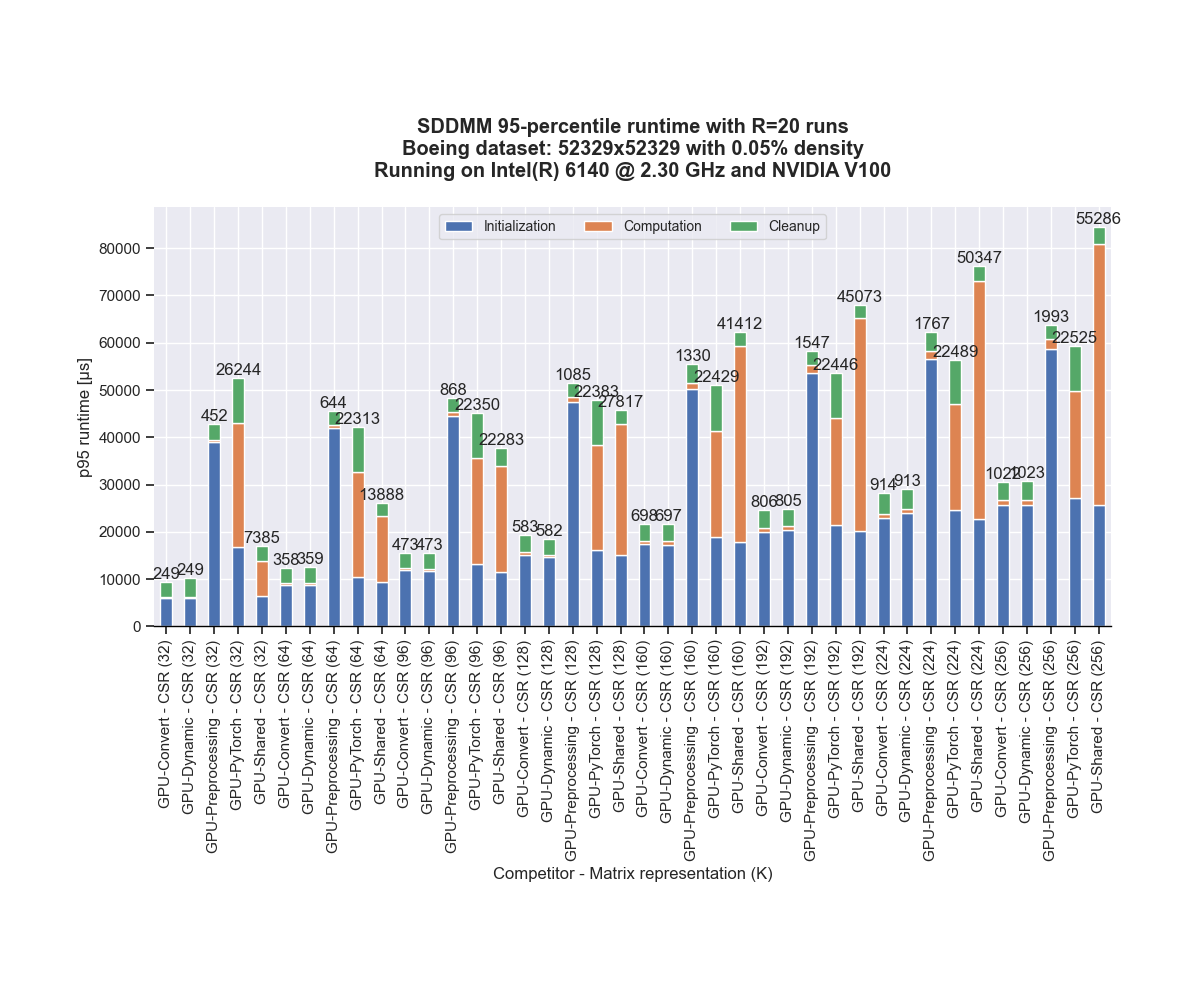 SDDMM 95-percentile runtime with R=20 runs
Boeing dataset: 52329x52329 with 0.05% density
Running on Intel(R) 6140 @ 2.30 GHz and NVIDIA V100
Initialization
Computation
Cleanup
p95 runtime [µs]
80000
70000
60000
50000
40000
30000
20000
10000
0
249
249
452
26244
7385
358
359
644
22313
13888
473
473
868
22350
22283
583
582
1085
22383
27817
698
697
1330
22429
41412
806
805
1547
22446
45073
914
913
1767
22489
50347
1022
1023
1993
22525
55286
GPU-Convert - CSR (32)
GPU-Dynamic - CSR (32)
GPU-Preprocessing - CSR (32)
GPU-PyTorch - CSR (32)
GPU-Shared - CSR (32)
GPU-Convert - CSR (64)
GPU-Dynamic - CSR (64)
GPU-Preprocessing - CSR (64)
GPU-PyTorch - CSR (64)
GPU-Shared - CSR (64)
GPU-Convert - CSR (96)
GPU-Dynamic - CSR (96)
GPU-Preprocessing - CSR (96)
GPU-PyTorch - CSR (96)
GPU-Shared - CSR (96)
GPU-Convert - CSR (128)
GPU-Dynamic - CSR (128)
GPU-Preprocessing - CSR (128)
GPU-PyTorch - CSR (128)
GPU-Shared - CSR (128)
GPU-Convert - CSR (160)
GPU-Dynamic - CSR (160)
GPU-Preprocessing - CSR (160)
GPU-PyTorch - CSR (160)
GPU-Shared - CSR (160)
GPU-Convert - CSR (192)
GPU-Dynamic - CSR (192)
GPU-Preprocessing - CSR (192)
GPU-PyTorch - CSR (192)
GPU-Shared - CSR (192)
GPU-Convert - CSR (224)
GPU-Dynamic - CSR (224)
GPU-Preprocessing - CSR (224)
GPU-PyTorch - CSR (224)
GPU-Shared - CSR (224)
GPU-Convert - CSR (256)
GPU-Dynamic - CSR (256)
GPU-Preprocessing - CSR (256)
GPU-PyTorch - CSR (256)
GPU-Shared - CSR (256)
Competitor - Matrix representation (K)